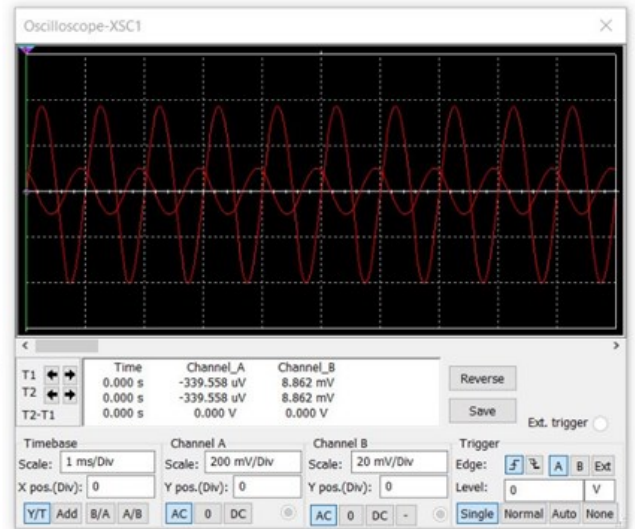 Oscilloscope-XSC1
T1
T2
T2-T1
Time Channel_A Channel_B
0.000 s -339.558 uV 8.862 mV
0.000 s -339.558 uV 8.862 mV
0.000 s 0.000 V 0.000 V
Reverse
Save
Ext. trigger
Timebase
Scale: 1 ms/Div
X pos.(Div): 0
Y/T Add B/A A/B
Channel A
Scale: 200 mV/Div
Y pos.(Div): 0
AC 0 DC
Channel B
Scale: 20 mV/Div
Y pos.(Div): 0
AC 0 DC -
Trigger
Edge: A B Ext
Level: 0 V
Single Normal Auto None